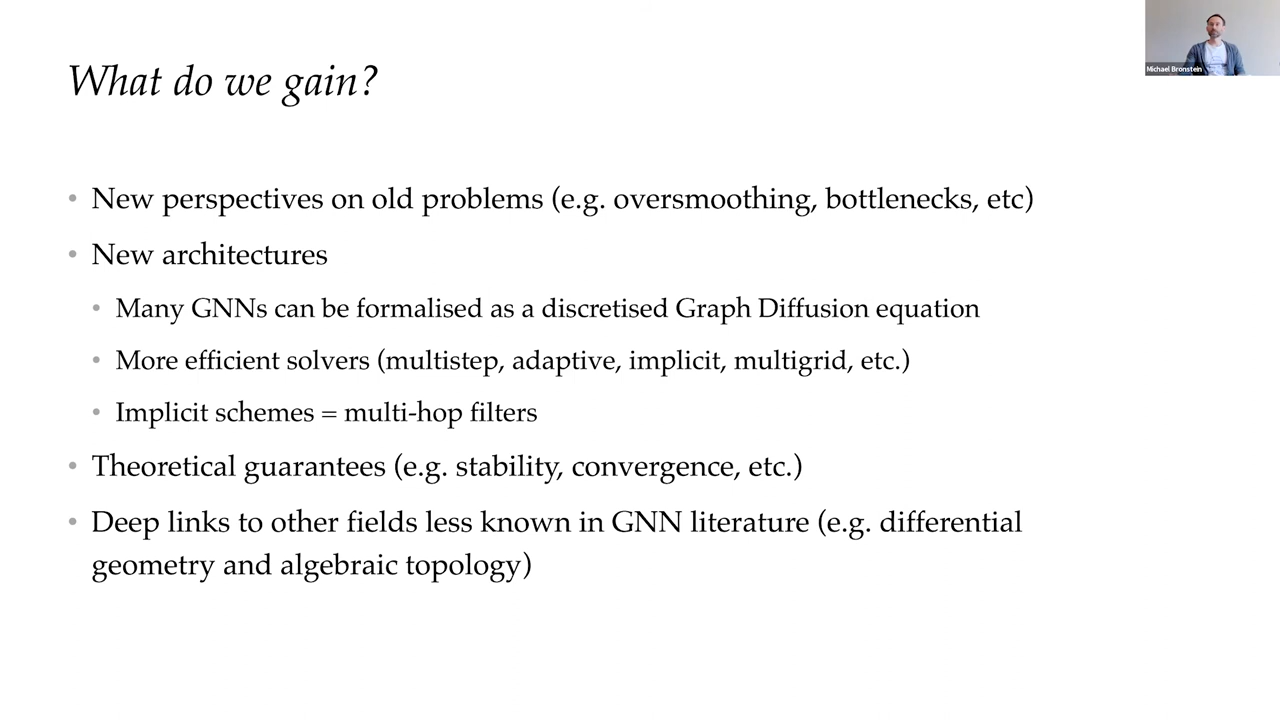 What do we gain?
Michael Bronstein
• New perspectives on old problems (e.g. oversmoothing, bottlenecks, etc)
• New architectures
• Many GNNs can be formalised as a discretised Graph Diffusion equation
• More efficient solvers (multistep, adaptive, implicit, multigrid, etc.)
• Implicit schemes = multi-hop filters
• Theoretical guarantees (e.g. stability, convergence, etc.)
• Deep links to other fields less known in GNN literature (e.g. differential
geometry and algebraic topology)